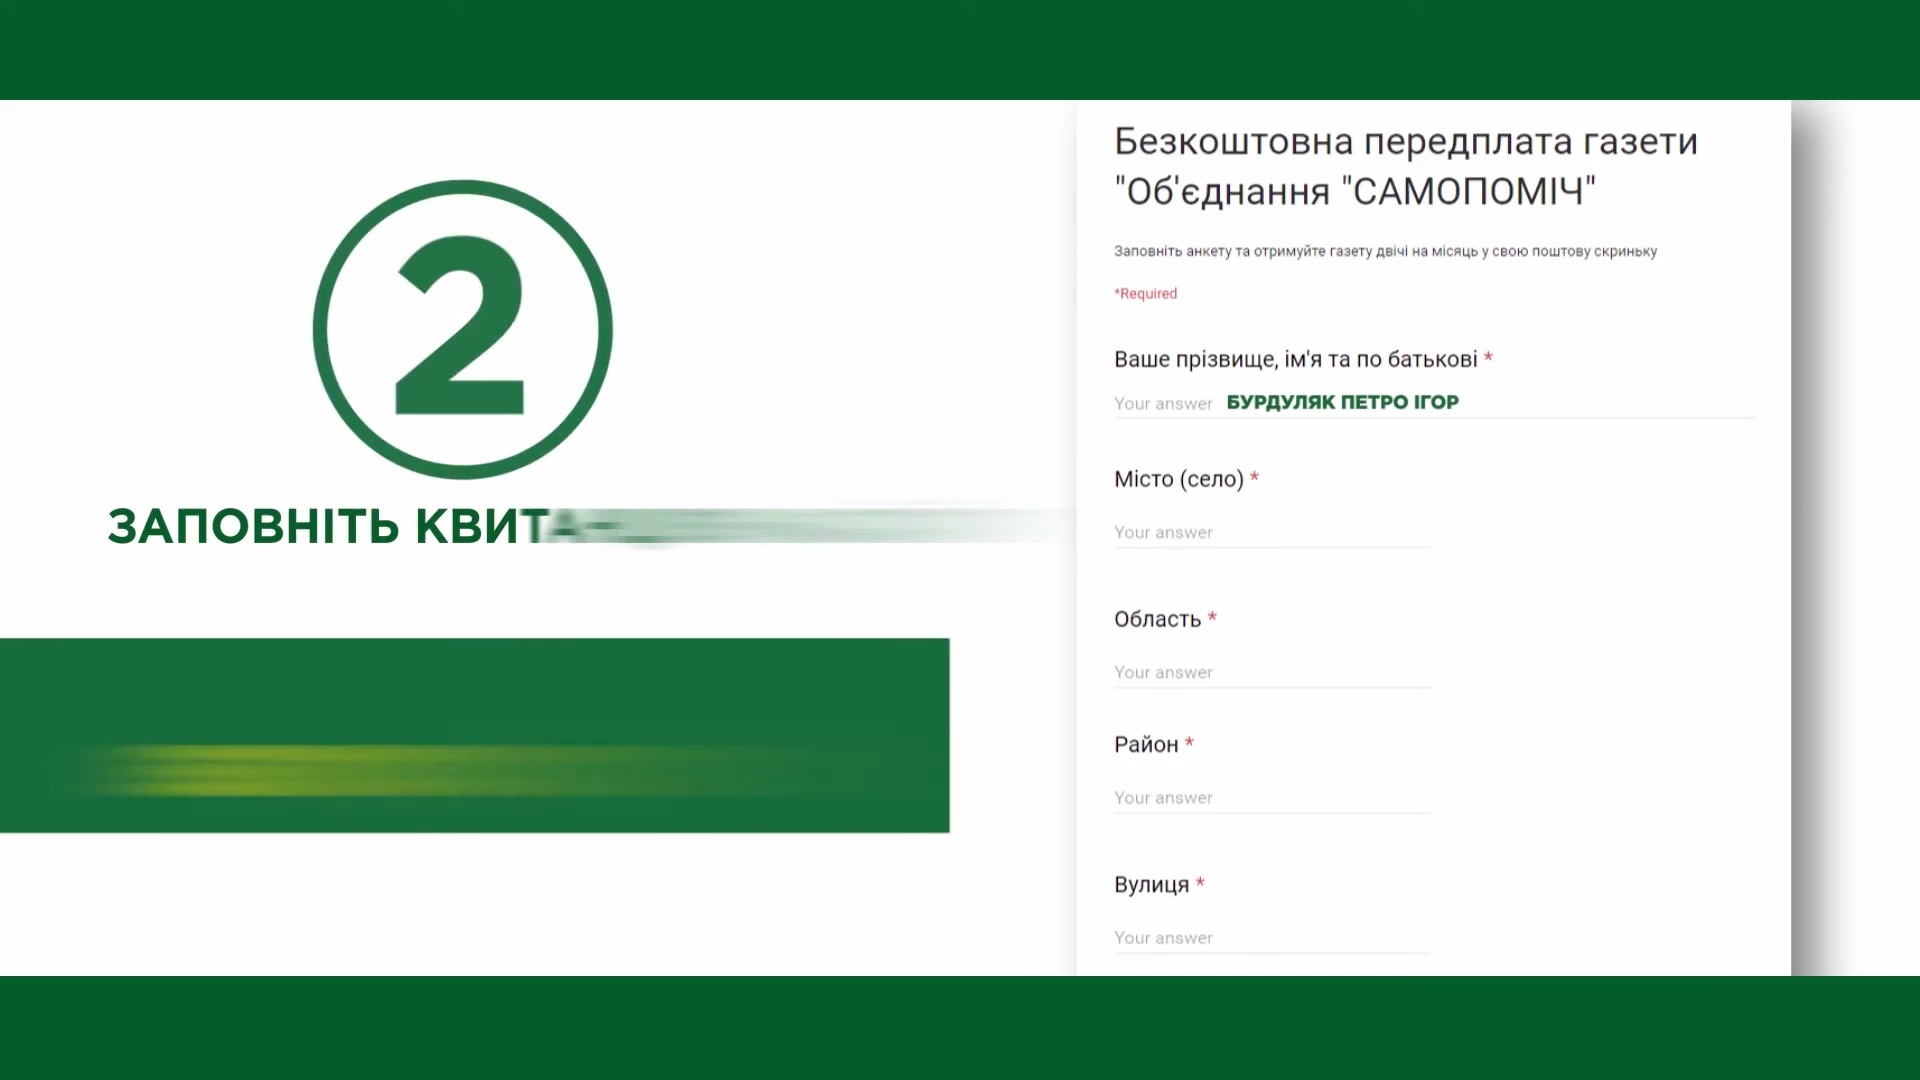 2
ЗАПОВНІТЬ
Безкоштовна передплата газети
"Об'єднання "САМОПОМІЧ"
Заповніть анкету та отримуйте газету двічі на місяць у свою поштову скриньку
*Required
Ваше прізвище, ім'я та по батькові *
Your answer БУРДУЛЯК ПЕТРО ІГОР
Місто (село) *
Your answer
Область *
Your answer
Район *
Your answer
Вулиця *
Your answer